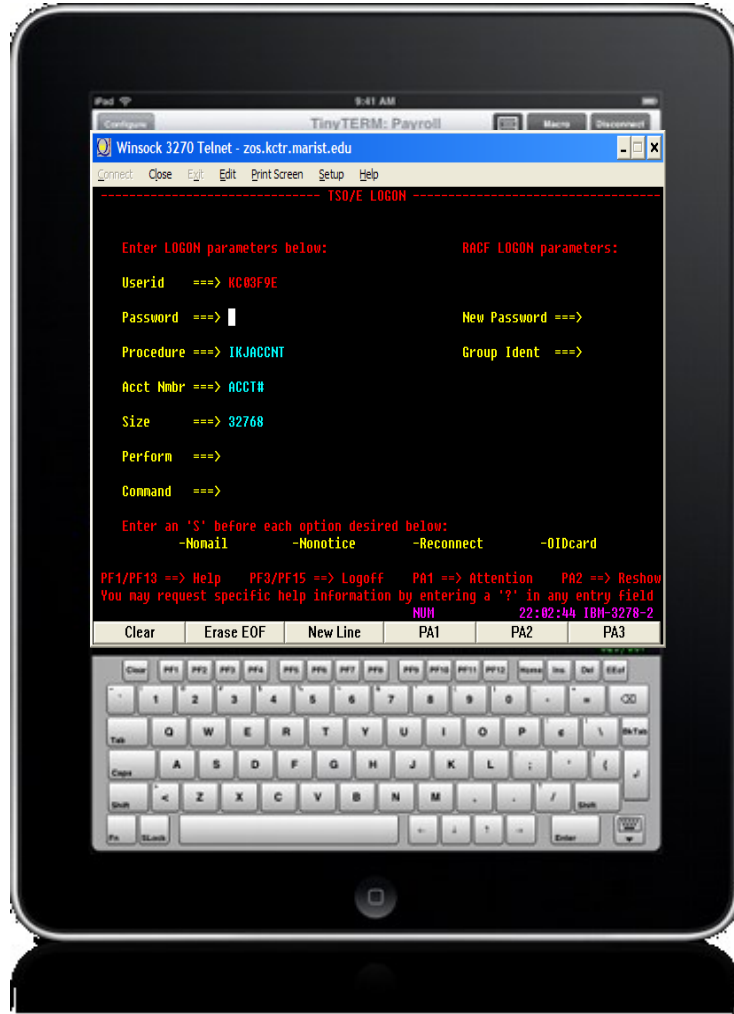 iPad 9:41 AM
Configure TinyTERM: Payroll Macro Disconnect
Winsock 3270 Telnet - zos.kctr.marist.edu
Connect Close Exit Edit Print Screen Setup Help
TSO/E LOGON
Enter LOGON parameters below: RACF LOGON parameters:
Userid ===> KC03F9E
Password ===> New Password ===>
Procedure ===> IKJACCNT Group Ident ===>
Acct Nmbr ===> ACCT#
Size ===> 32768
Perform ===>
Command ===>
Enter an 'S' before each option desired below:
-Nomail -Nonotice -Reconnect -OIDcard
PF1/PF13 ==> Help PF3/PF15 ==> Logoff PA1 ==> Attention PA2 ==> Reshow
You may request specific help information by entering a '?' in any entry field
NUM 22:02:44 IBM-3278-2
Clear Erase EOF New Line PA1 PA2 PA3
Clear PF1 PF2 PF3 PF4 PF5 PF6 PF7 PF8 PF9 PF10 PF11 PF12 Home Ins Del EEof
1 2 3 4 5 6 7 8 9 0 - =
Tab Q W E R T Y U I O P ¢ \ BkTab
Caps A S D F G H J K L ; ' {
Shift < Z X C V B N M , . / Shift
Fn SLock ← ↓ ↑ → Enter